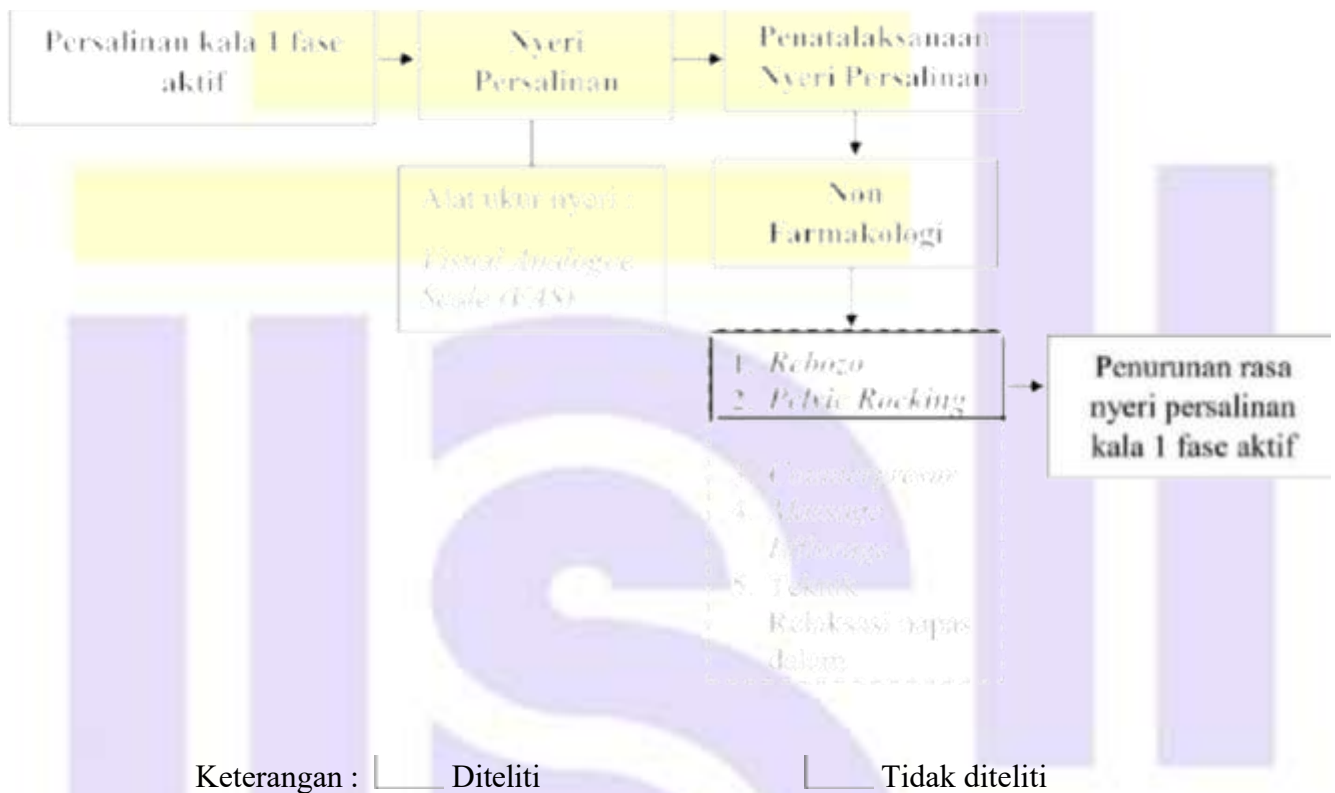 Persalinan kala 1 fase
aktif
Nyeri
Persalinan
Penatalaksanaan
Nyeri Persalinan
Alat ukur nyeri :
Visual Analogue
Scale (VAS)
Non
Farmakologi
1. Rebozo
2. Pelvic Rocking
Penurunan rasa
nyeri persalinan
kala 1 fase aktif
4. Massage
5. Teknik
Relaksasi napas
dalam
Keterangan : Diteliti Tidak diteliti